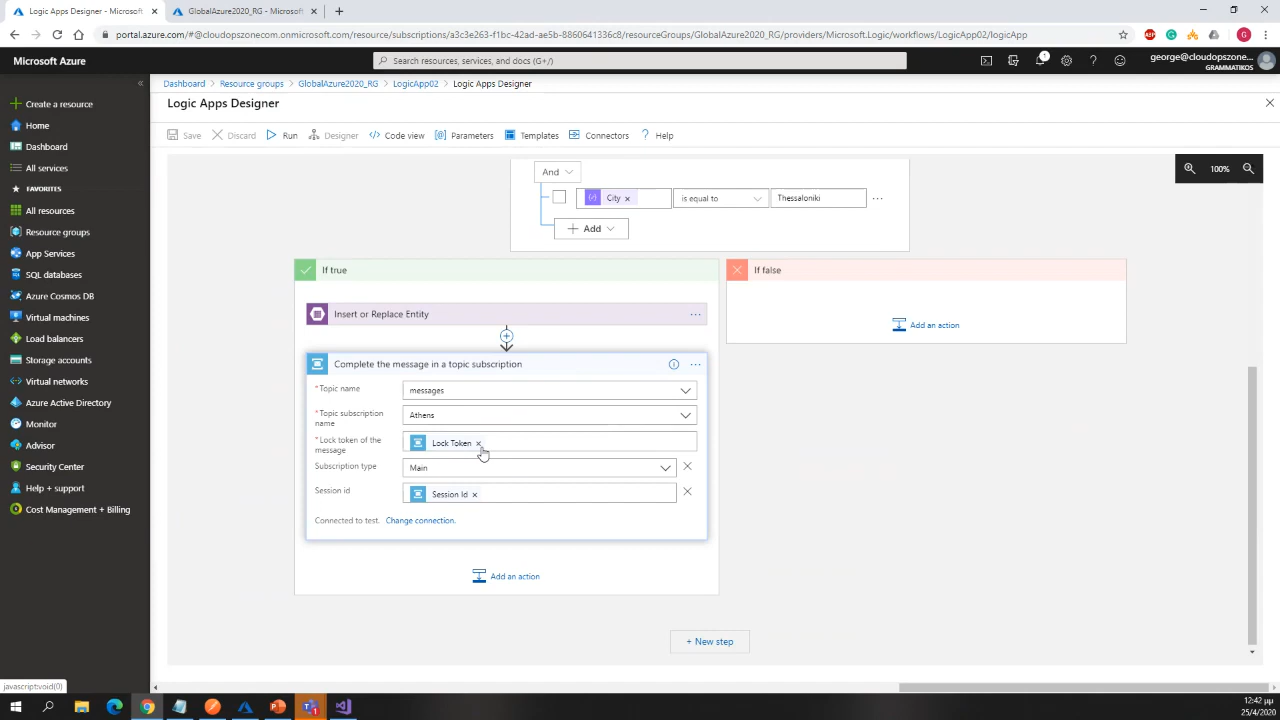 Logic Apps Designer - Microsoft
GlobalAzure2020_RG - Microsoft
portal.azure.com/#@cloudopszonecom.onmicrosoft.com/resource/subscriptions/a3c3e263-f1bc-42ad-ae5b-8860641336c8/resourceGroups/GlobalAzure2020_RG/providers/Microsoft.Logic/workflows/LogicApp02/logicApp
Microsoft Azure
Search resources, services, and docs (G+/)
george@cloudopszone...
GRAMMATIKOS
Create a resource
Home
Dashboard
All services
FAVORITES
All resources
Resource groups
App Services
SQL databases
Azure Cosmos DB
Virtual machines
Load balancers
Storage accounts
Virtual networks
Azure Active Directory
Monitor
Advisor
Security Center
Help + support
Cost Management + Billing
javascript:void(0)
Dashboard > Resource groups > GlobalAzure2020_RG > LogicApp02 > Logic Apps Designer
Logic Apps Designer
Save Discard Run Designer Code view Parameters Templates Connectors ? Help
100%
And
City × is equal to Thessaloniki ...
+ Add
If true
If false
Insert or Replace Entity ...
Add an action
Complete the message in a topic subscription ...
*Topic name messages
*Topic subscription name Athens
*Lock token of the message Lock Token ×
Subscription type Main
Session id Session Id ×
Connected to test. Change connection.
Add an action
+ New step
12:42 μμ
25/4/2020